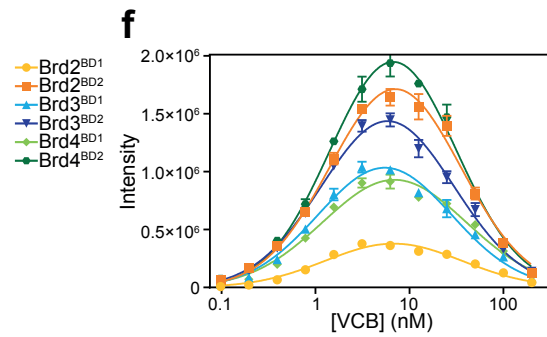 f
Brd2BD1
Brd2BD2
Brd3BD1
Brd3BD2
Brd4BD1
Brd4BD2
Intensity
2.0×10⁶
1.5×10⁶
1.0×10⁶
0.5×10⁶
0
0.1
1
10
100
[VCB] (nM)